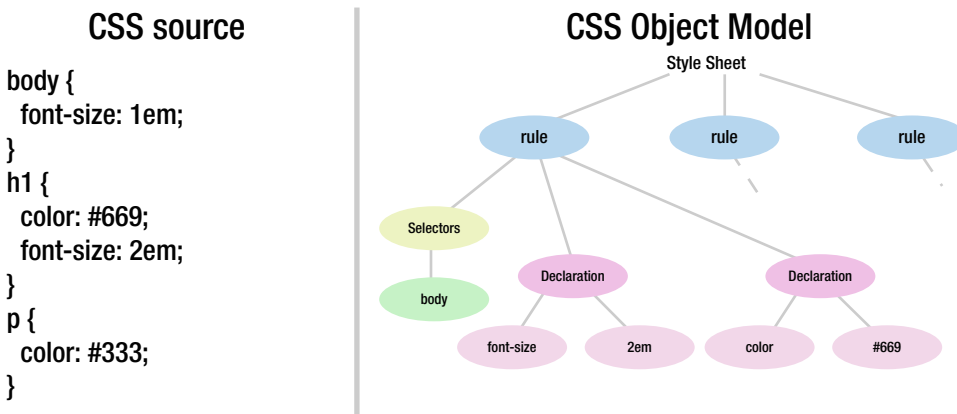 CSS source
body {
font-size: 1em;
}
h1 {
color: #669;
font-size: 2em;
}
p {
color: #333;
}
CSS Object Model
Style Sheet
rule
rule
rule
Selectors
body
Declaration
Declaration
font-size
2em
color
#669